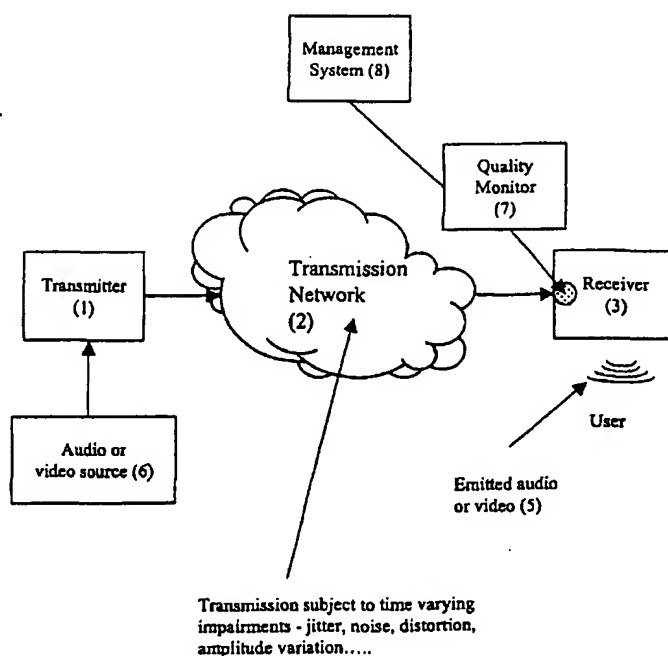 Management
System (8)
Quality
Monitor
(7)
Transmitter
(1)
Transmission
Network
(2)
Receiver
(3)
User
Audio or
video source (6)
Emitted audio
or video (5)
Transmission subject to time varying
impairments - jitter, noise, distortion,
amplitude variation.....